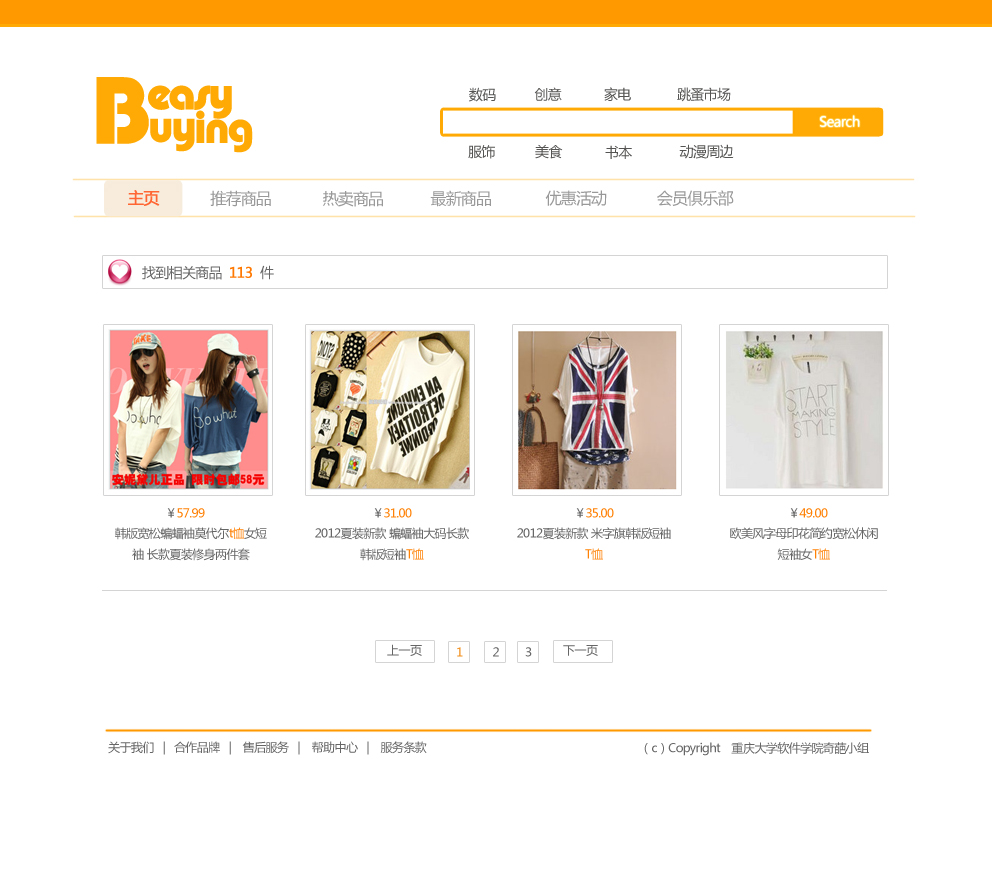 Beasy
Buying
数码 创意 家电 跳蚤市场
Search
服饰 美食 书本 动漫周边
主页 推荐商品 热卖商品 最新商品 优惠活动 会员俱乐部
找到相关商品 113 件
So what
So what
安妮黛儿正品 限时包邮58元
START
MAKING
STYLE
¥ 57.99
韩版宽松蝙蝠袖莫代尔t恤女短
袖 长款夏装修身两件套
¥ 31.00
2012夏装新款 蝙蝠袖大码长款
韩版短袖T恤
¥ 35.00
2012夏装新款 米字旗韩版短袖
T恤
¥ 49.00
欧美风字母印花简约宽松休闲
短袖女T恤
上一页 1 2 3 下一页
关于我们 | 合作品牌 | 售后服务 | 帮助中心 | 服务条款
（c）Copyright 重庆大学软件学院奇葩小组